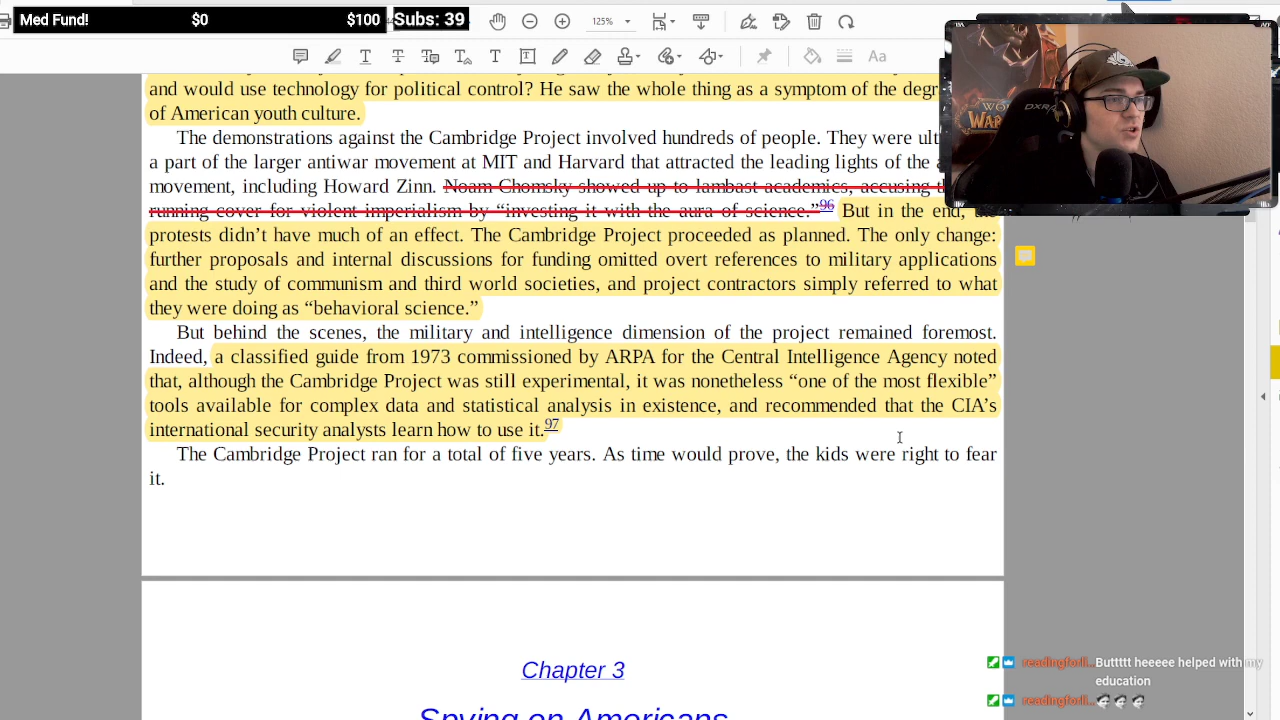 Med Fund! $0 $100 Subs: 39
125%
and would use technology for political control? He saw the whole thing as a symptom of the degr
of American youth culture.
The demonstrations against the Cambridge Project involved hundreds of people. They were ult
a part of the larger antiwar movement at MIT and Harvard that attracted the leading lights of the a
movement, including Howard Zinn. Noam Chomsky showed up to lambast academics, accusing th
running cover for violent imperialism by “investing it with the aura of science.”96 But in the end, the
protests didn’t have much of an effect. The Cambridge Project proceeded as planned. The only change:
further proposals and internal discussions for funding omitted overt references to military applications
and the study of communism and third world societies, and project contractors simply referred to what
they were doing as “behavioral science.”
But behind the scenes, the military and intelligence dimension of the project remained foremost.
Indeed, a classified guide from 1973 commissioned by ARPA for the Central Intelligence Agency noted
that, although the Cambridge Project was still experimental, it was nonetheless “one of the most flexible”
tools available for complex data and statistical analysis in existence, and recommended that the CIA’s
international security analysts learn how to use it.97
The Cambridge Project ran for a total of five years. As time would prove, the kids were right to fear
it.
Chapter 3
Spying on Americans
readingforli... Buttttt heeeee helped with my
education
readingforli...
DXR
Aa